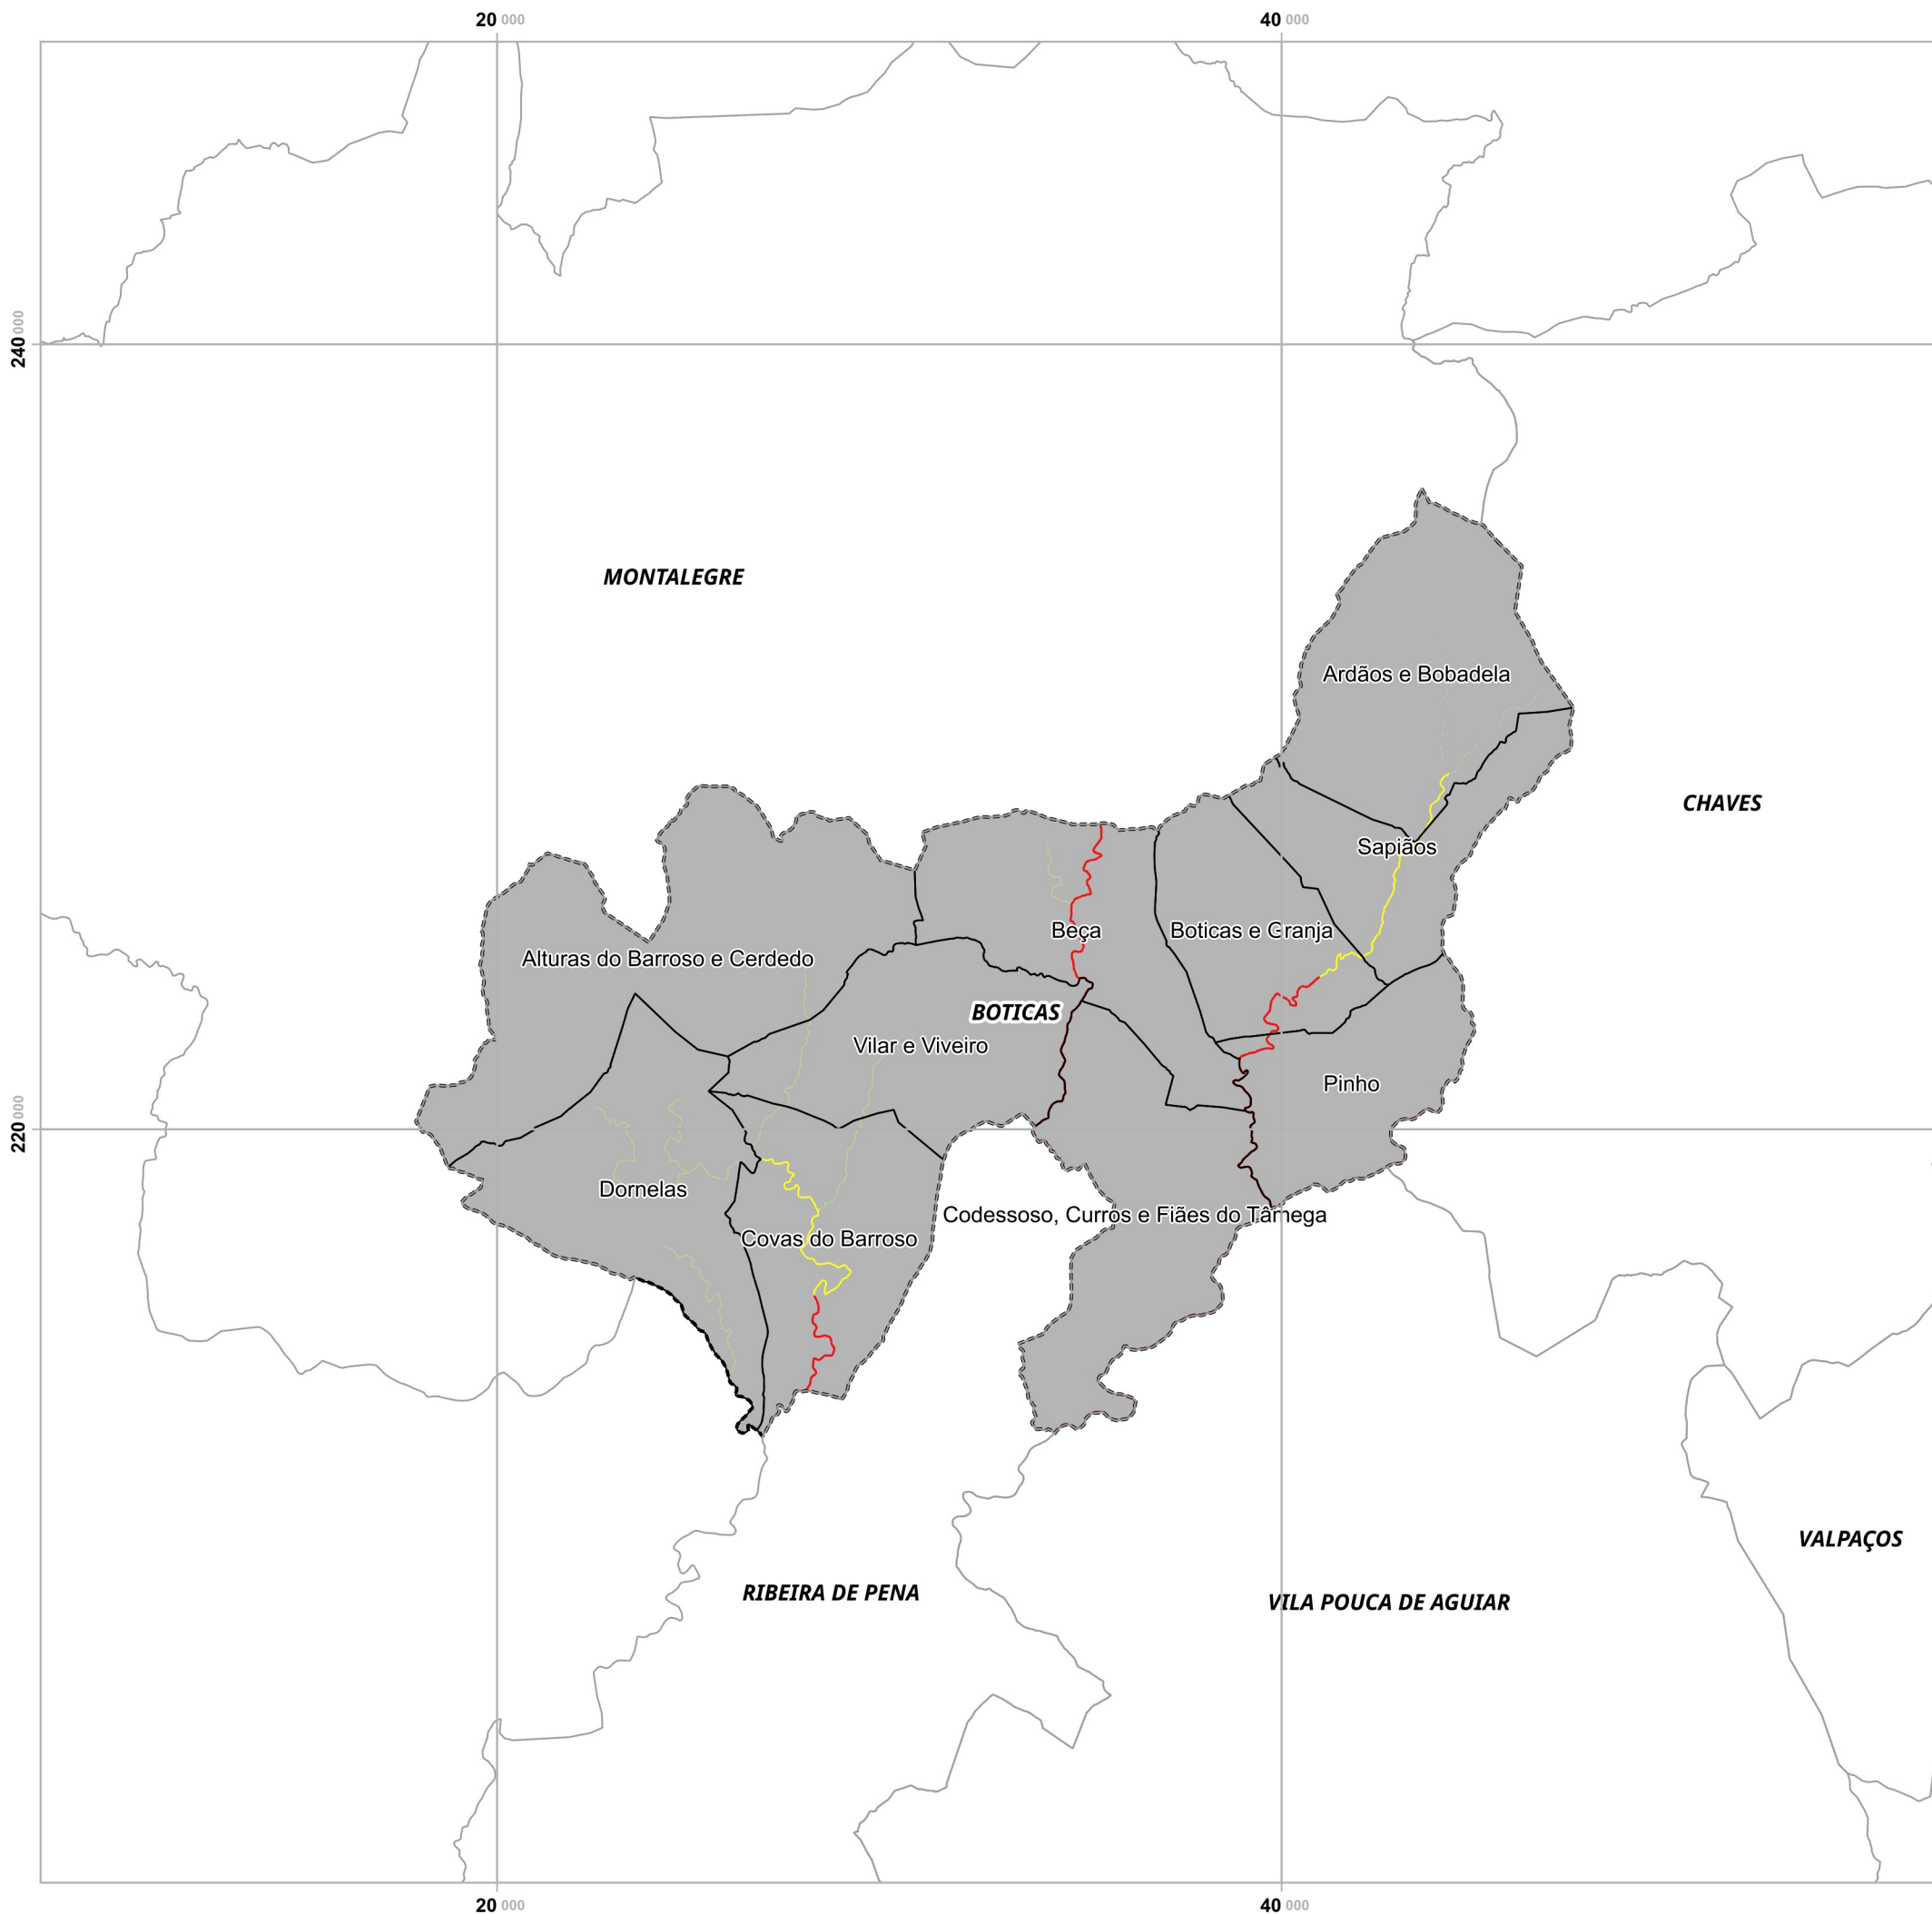 20 000
40 000
240 000
MONTALEGRE
Ardãos e Bobadela
CHAVES
Sapiãos
Beça
Boticas e Granja
Alturas do Barroso e Cerdedo
BOTICAS
Vilar e Viveiro
Pinho
220 000
Dornelas
Codessoso, Curros e Fiães do Tâmega
Covas do Barroso
VALPAÇOS
RIBEIRA DE PENA
VILA POUCA DE AGUIAR
20 000
40 000